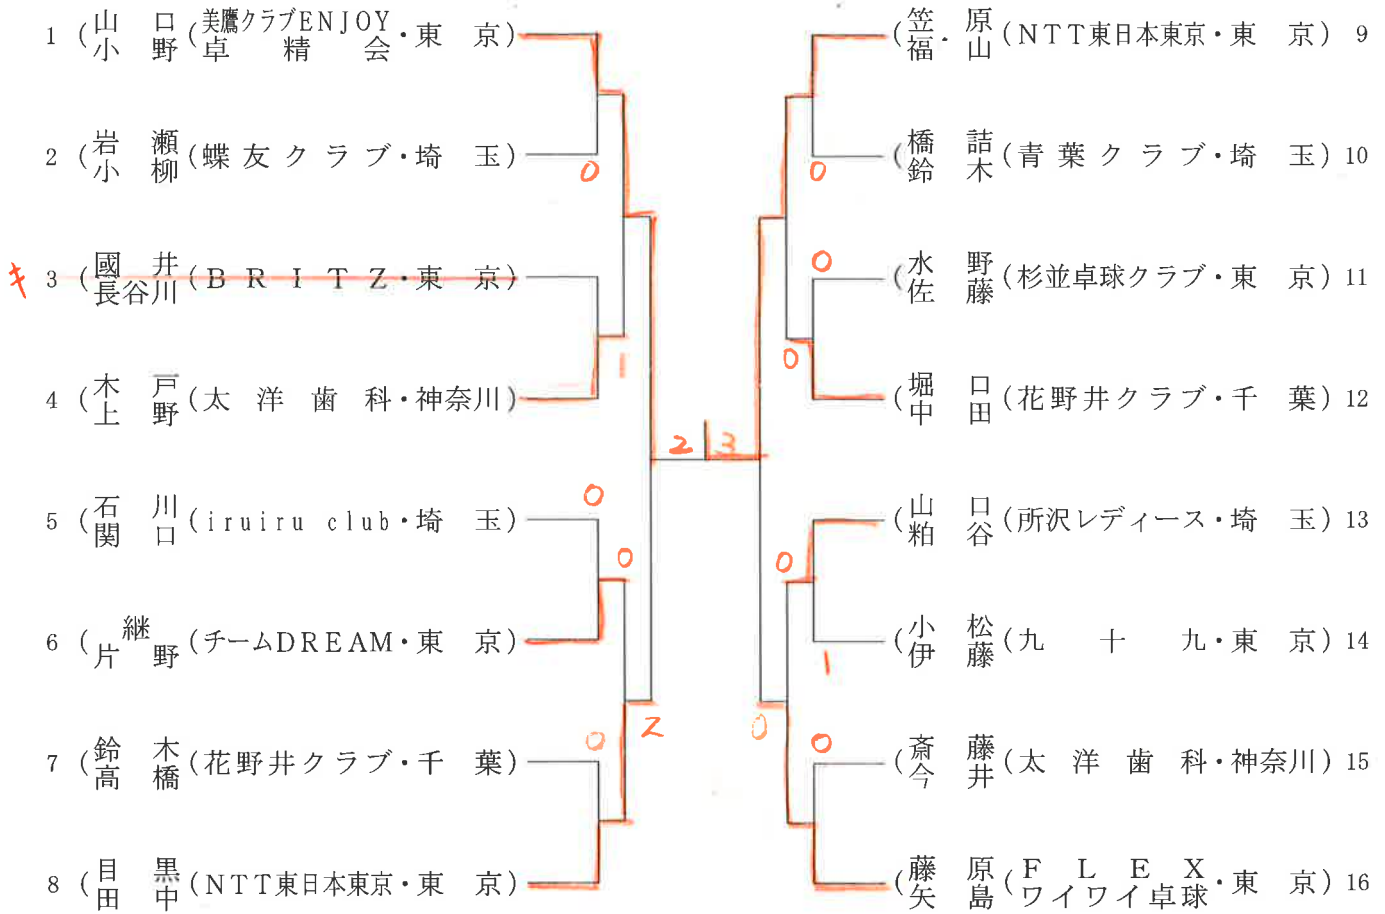 1 (山口 小野 (美鷹クラブENJOY 卓精会・東京)
0
2 (岩瀬 小柳 (蝶友クラブ・埼玉)
キ 3 (國井 長谷川 (BRITZ・東京)
1
4 (木戸 上野 (太洋歯科・神奈川)
0
5 (石川 関口 (iruiru club・埼玉)
0
6 (継 片野 (チームDREAM・東京)
0 2
7 (鈴木 高橋 (花野井クラブ・千葉)
8 (目黒 田中 (NTT東日本東京・東京)
2 3
(笠原 福山 (NTT東日本東京・東京) 9
0
(橋詰 鈴木 (青葉クラブ・埼玉) 10
0
(水野 佐藤 (杉並卓球クラブ・東京) 11
0
(堀口 中田 (花野井クラブ・千葉) 12
(山口 粕谷 (所沢レディース・埼玉) 13
0
(小松 伊藤 (九十九・東京) 14
1
0 0
(斎藤 今井 (太洋歯科・神奈川) 15
(藤原 矢島 (FLEX ワイワイ卓球・東京) 16